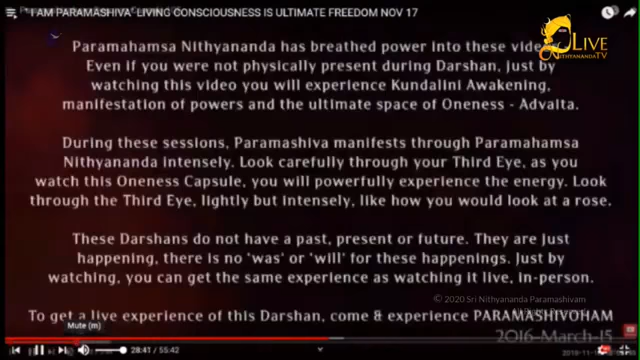 'I AM PARAMASHIVA' LIVING CONSCIOUSNESS IS ULTIMATE FREEDOM NOV 17
LIVE
NITHYANANDATV
Paramahamsa Nithyananda has breathed power into these
Even if you were not physically present during Darshan, just by
watching this video you will experience Kundalini Awakening,
manifestation of powers and the ultimate space of Oneness - Advaita.
During these sessions, Paramashiva manifests through Paramahamsa
Nithyananda intensely. Look carefully through your Third Eye, as you
watch this Oneness Capsule, you will powerfully experience the energy. Look
through the Third Eye, lightly but intensely, like how you would look at a rose.
These Darshans do not have a past, present or future. They are just
happening, there is no 'was' or 'will' for these happenings. Just by
watching, you can get the same experience as watching it live, in-person.
© 2020 Sri Nithyananda Paramashivam
To get a live experience of this Darshan, come & experience PARAMASHIVOHAM
Mute (m)
2016-March-15
28:41 / 55:42